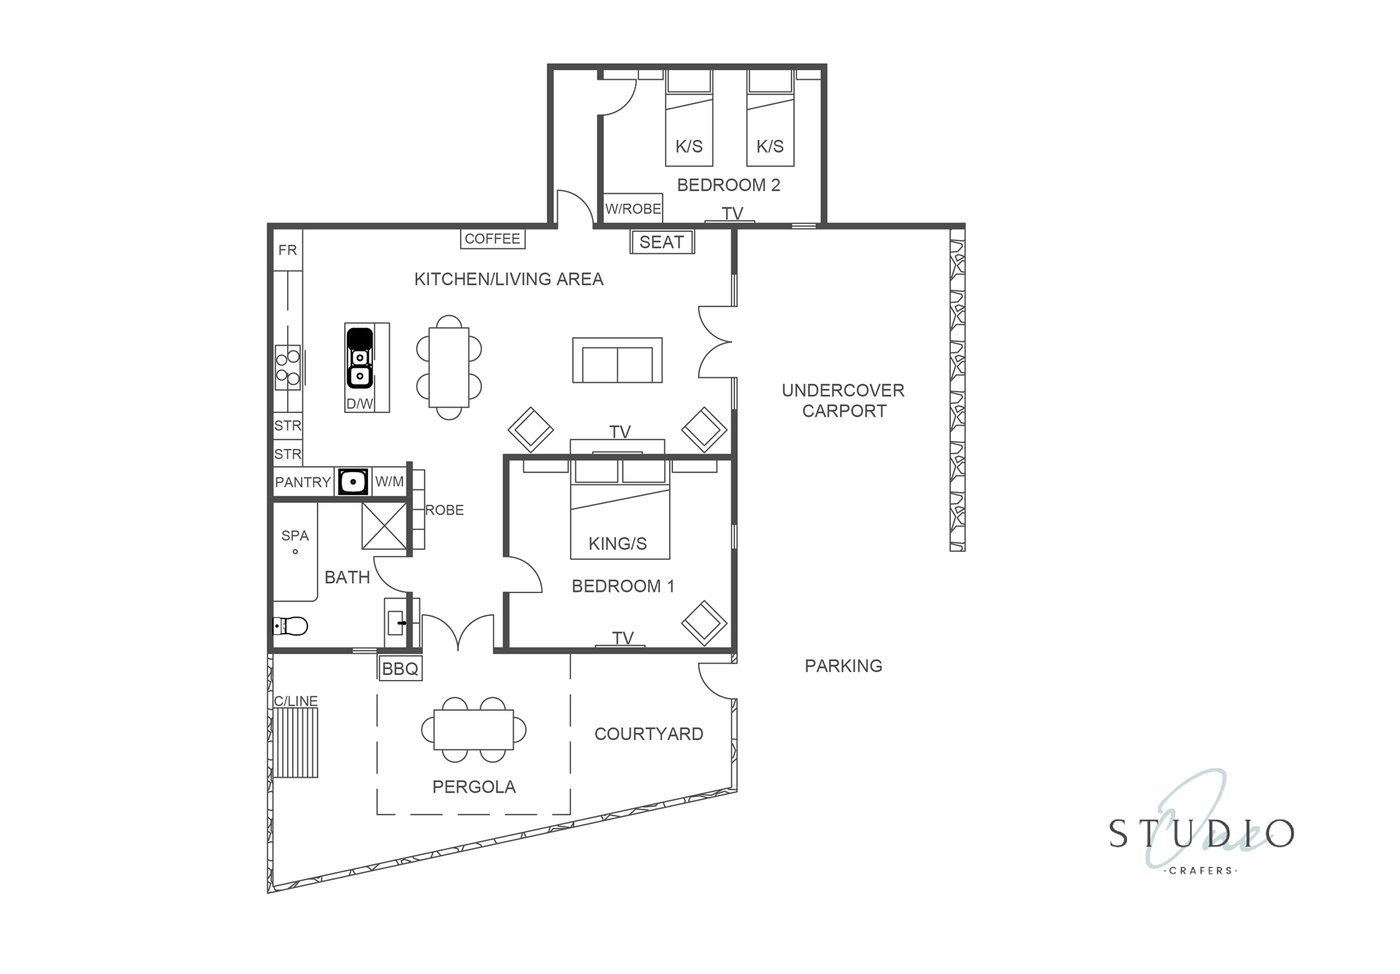 K/S
K/S
BEDROOM 2
W/ROBE
TV
COFFEE
SEAT
FR
KITCHEN/LIVING AREA
D/W
STR
STR
PANTRY
W/M
TV
UNDERCOVER
CARPORT
ROBE
SPA
BATH
KING/S
BEDROOM 1
TV
BBQ
PARKING
C/LINE
COURTYARD
PERGOLA
STUDIO
One
·CRAFERS·